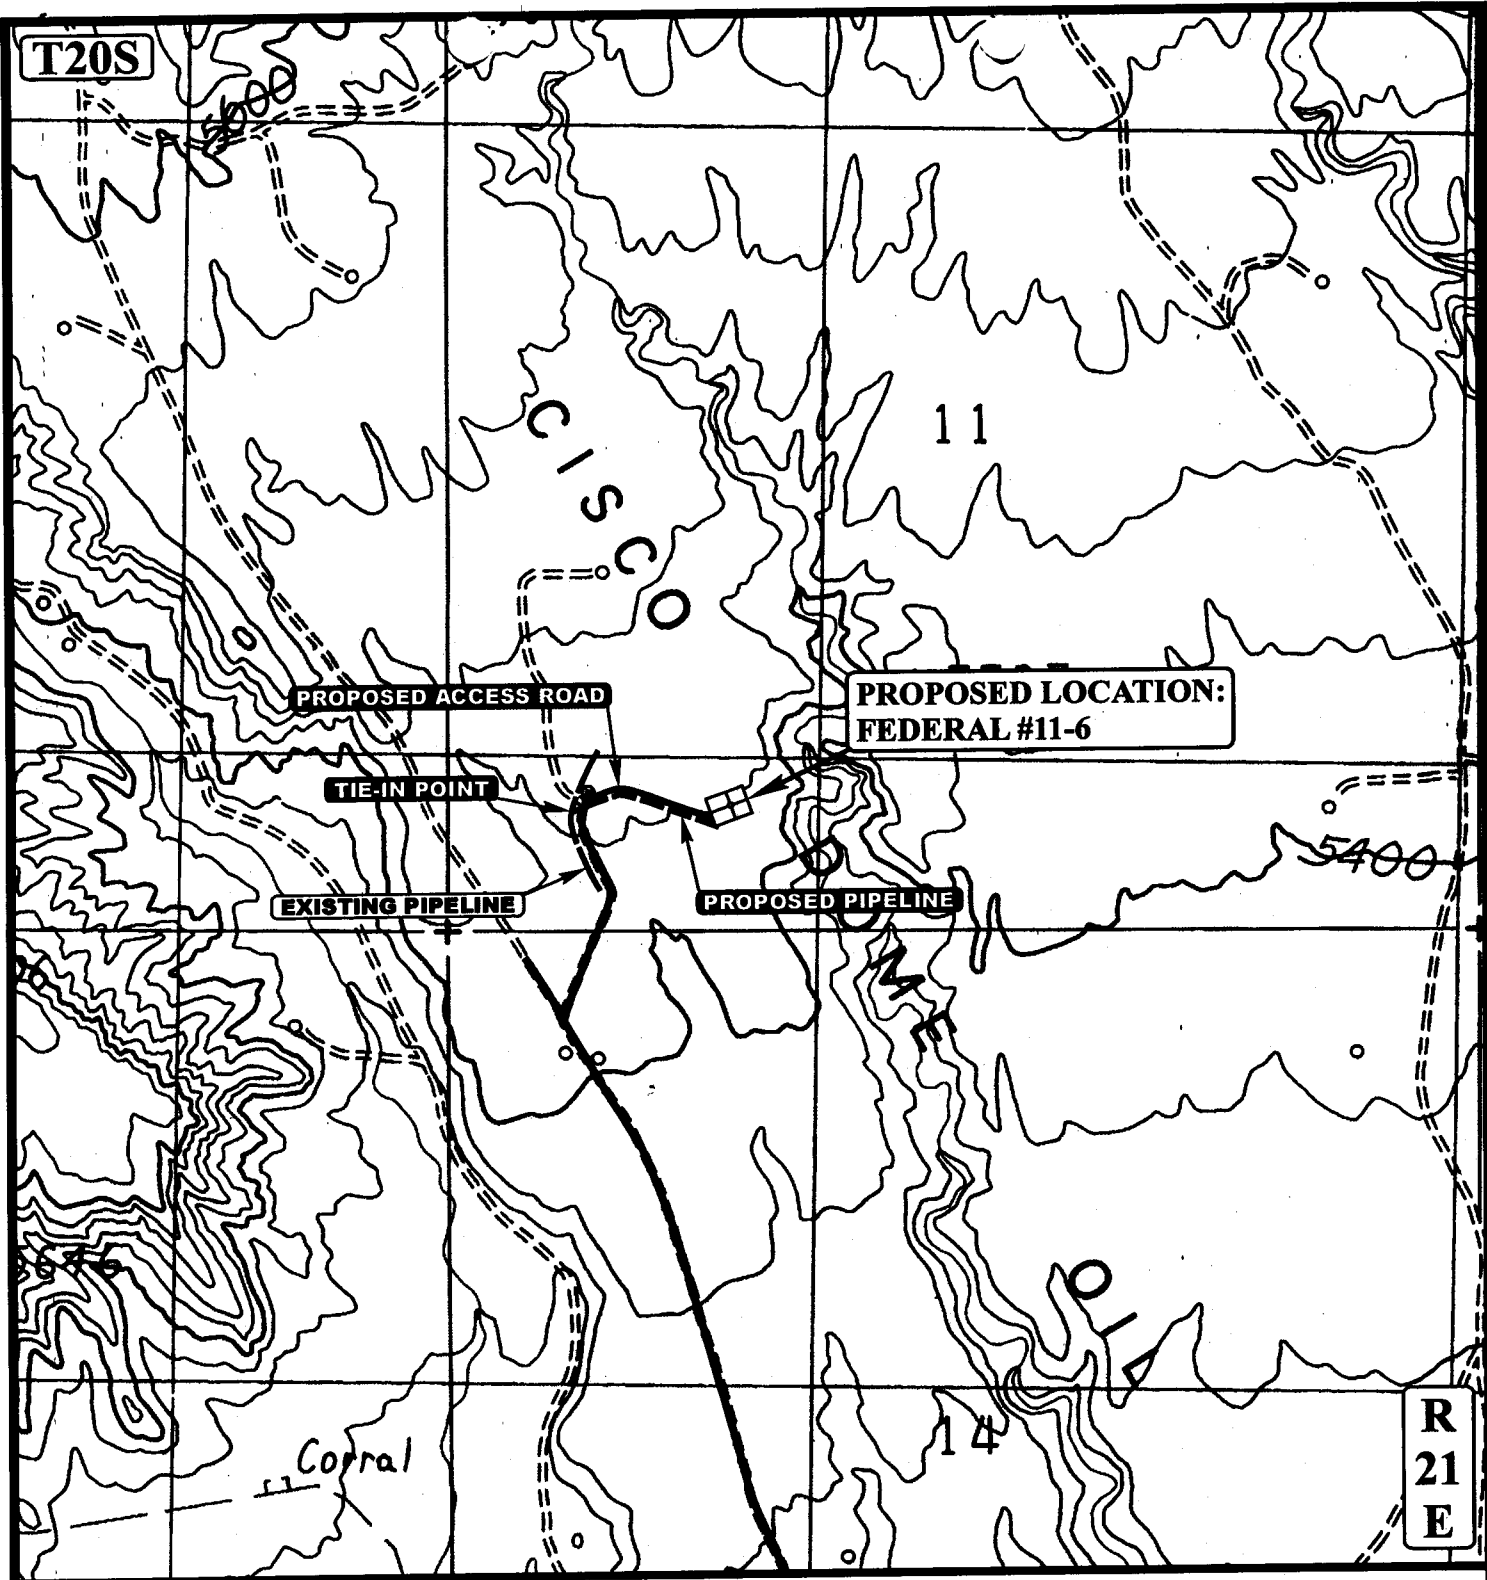 T20S
5600
CISCO
11
PROPOSED ACCESS ROAD
PROPOSED LOCATION:
FEDERAL #11-6
TIE-IN POINT
5400
EXISTING PIPELINE
PROPOSED PIPELINE
DOME
OIL
14
Corral
R
21
E